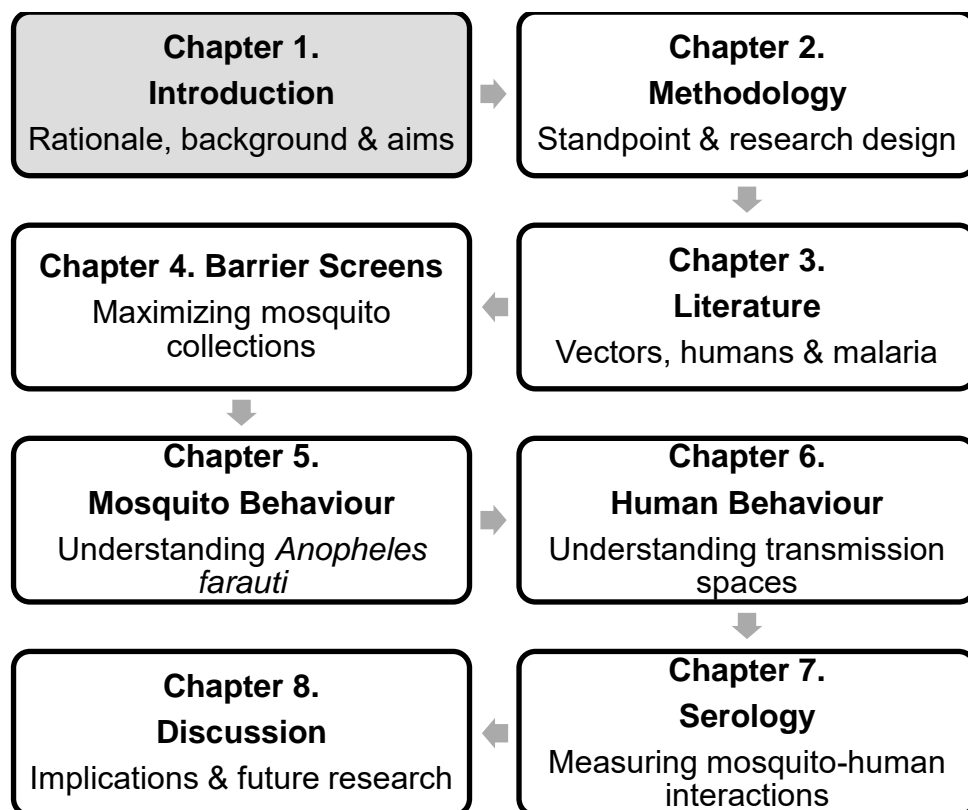 Chapter 1.
Introduction
Rationale, background & aims
Chapter 2.
Methodology
Standpoint & research design
Chapter 3.
Literature
Vectors, humans & malaria
Chapter 4. Barrier Screens
Maximizing mosquito
collections
Chapter 5.
Mosquito Behaviour
Understanding Anopheles
farauti
Chapter 6.
Human Behaviour
Understanding transmission
spaces
Chapter 7.
Serology
Measuring mosquito-human
interactions
Chapter 8.
Discussion
Implications & future research